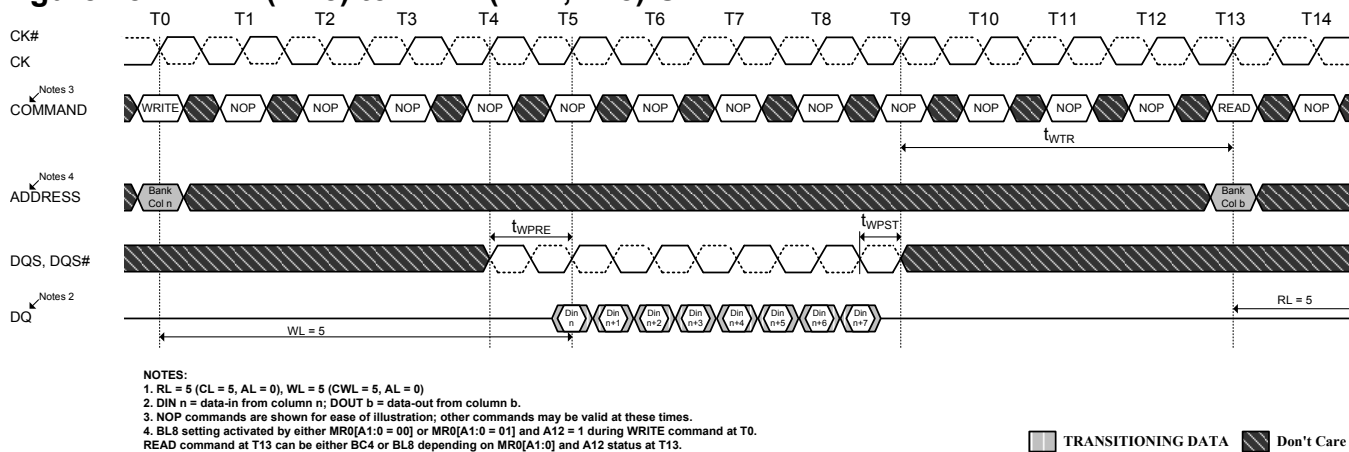 T0 T1 T2 T3 T4 T5 T6 T7 T8 T9 T10 T11 T12 T13 T14
CK#
CK
Notes 3
COMMAND
WRITE NOP NOP NOP NOP NOP NOP NOP NOP NOP NOP NOP NOP READ NOP
tWTR
Notes 4
ADDRESS
Bank
Col n
Bank
Col b
tWPRE
tWPST
DQS, DQS#
Notes 2
DQ
Din n Din n+1 Din n+2 Din n+3 Din n+4 Din n+5 Din n+6 Din n+7
WL = 5
RL = 5
NOTES:
1. RL = 5 (CL = 5, AL = 0), WL = 5 (CWL = 5, AL = 0)
2. DIN n = data-in from column n; DOUT b = data-out from column b.
3. NOP commands are shown for ease of illustration; other commands may be valid at these times.
4. BL8 setting activated by either MR0[A1:0 = 00] or MR0[A1:0 = 01] and A12 = 1 during WRITE command at T0.
READ command at T13 can be either BC4 or BL8 depending on MR0[A1:0] and A12 status at T13.
TRANSITIONING DATA Don't Care